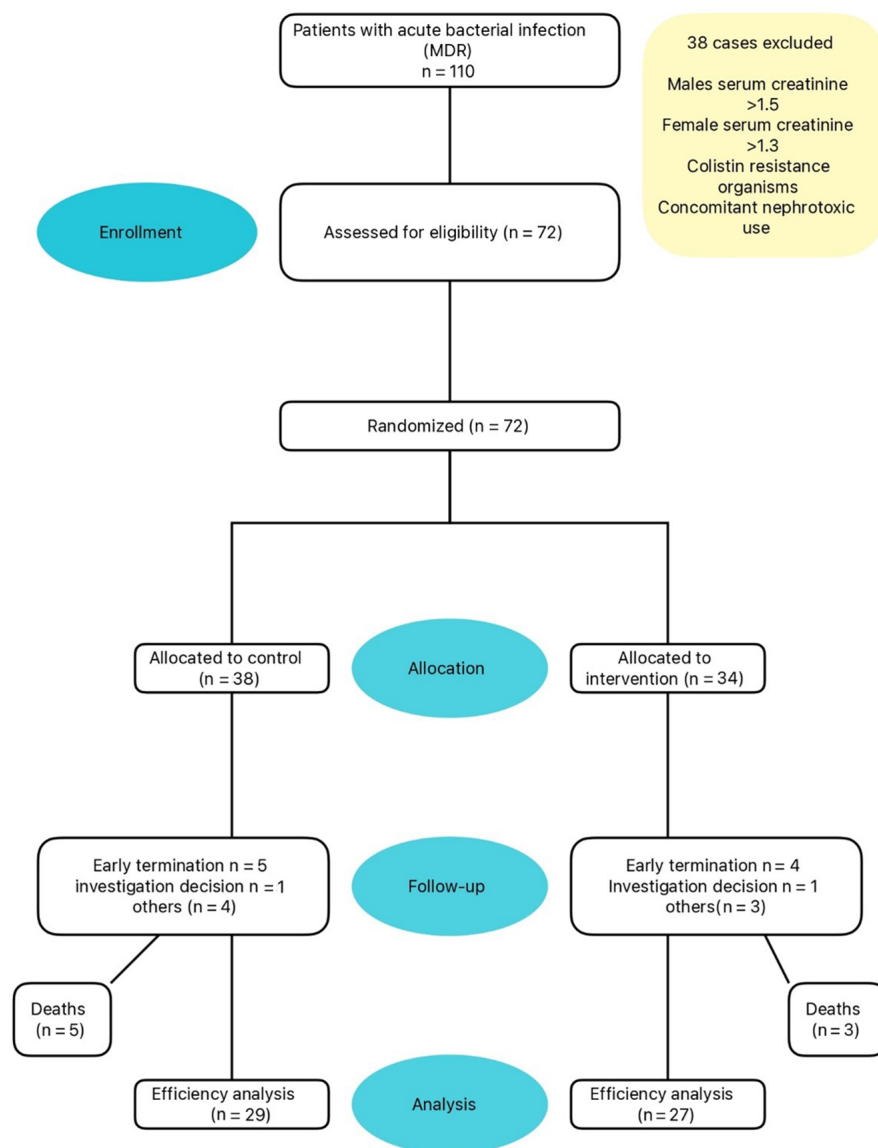 Patients with acute bacterial infection
(MDR)
n = 110
38 cases excluded
Males serum creatinine
>1.5
Female serum creatinine
>1.3
Colistin resistance
organisms
Concomitant nephrotoxic
use
Enrollment
Assessed for eligibility (n = 72)
Randomized (n = 72)
Allocated to control
(n = 38)
Allocation
Allocated to
intervention (n = 34)
Early termination n = 5
investigation decision n = 1
others (n = 4)
Follow-up
Early termination n = 4
Investigation decision n = 1
others(n = 3)
Deaths
(n = 5)
Deaths
(n = 3)
Efficiency analysis
(n = 29)
Analysis
Efficiency analysis
(n = 27)